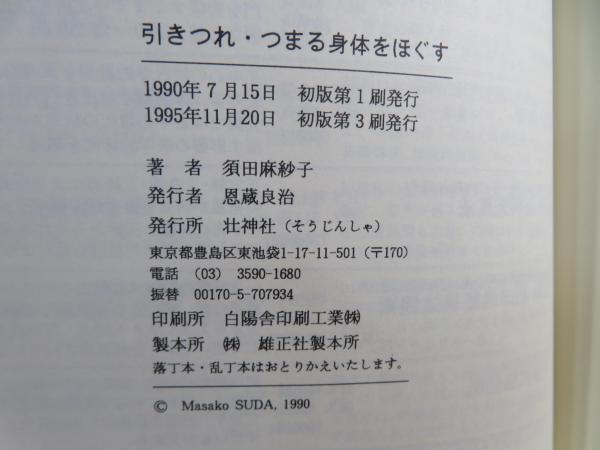 引きつれ・つまる身体をほぐす
1990年7月15日 初版第1刷発行
1995年11月20日 初版第3刷発行
著 者 須田麻紗子
発行者 恩蔵良治
発行所 壮神社（そうじんしゃ）
東京都豊島区東池袋1-17-11-501（〒170）
電話 (03) 3590-1680
振替 00170-5-707934
印刷所 白陽舎印刷工業㈱
製本所 ㈱ 雄正社製本所
落丁本・乱丁本はおとりかえいたします。
© Masako SUDA, 1990